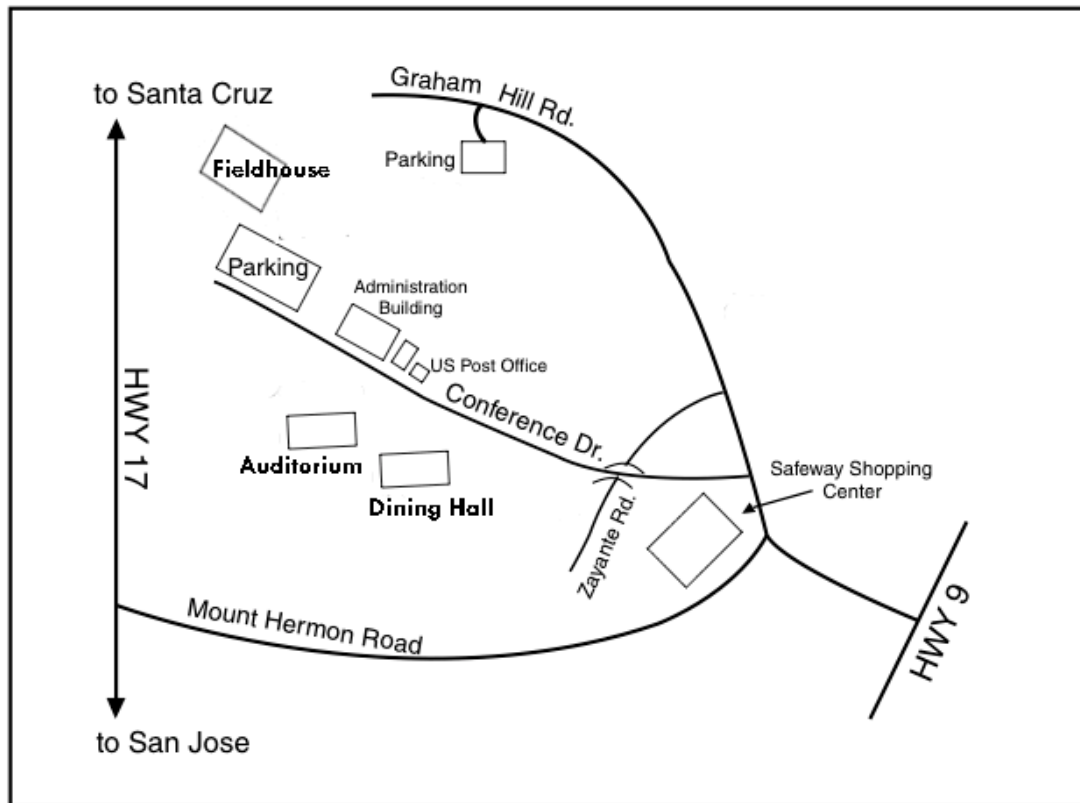 to Santa Cruz
Graham Hill Rd.
Parking
Fieldhouse
Parking
Administration
Building
US Post Office
Conference Dr.
HWY 17
Auditorium
Dining Hall
Safeway Shopping
Center
Zayante Rd.
Mount Hermon Road
HWY 9
to San Jose